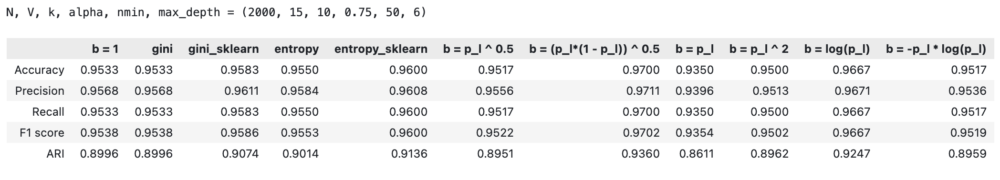 N, V, k, alpha, nmin, max_depth = (2000, 15, 10, 0.75, 50, 6)
b = 1 gini gini_sklearn entropy entropy_sklearn b = p_l ^ 0.5 b = (p_l*(1 - p_l)) ^ 0.5 b = p_l b = p_l ^ 2 b = log(p_l) b = -p_l * log(p_l)
Accuracy 0.9533 0.9533 0.9583 0.9550 0.9600 0.9517 0.9700 0.9350 0.9500 0.9667 0.9517
Precision 0.9568 0.9568 0.9611 0.9584 0.9608 0.9556 0.9711 0.9396 0.9513 0.9671 0.9536
Recall 0.9533 0.9533 0.9583 0.9550 0.9600 0.9517 0.9700 0.9350 0.9500 0.9667 0.9517
F1 score 0.9538 0.9538 0.9586 0.9553 0.9600 0.9522 0.9702 0.9354 0.9502 0.9667 0.9519
ARI 0.8996 0.8996 0.9074 0.9014 0.9136 0.8951 0.9360 0.8611 0.8962 0.9247 0.8959